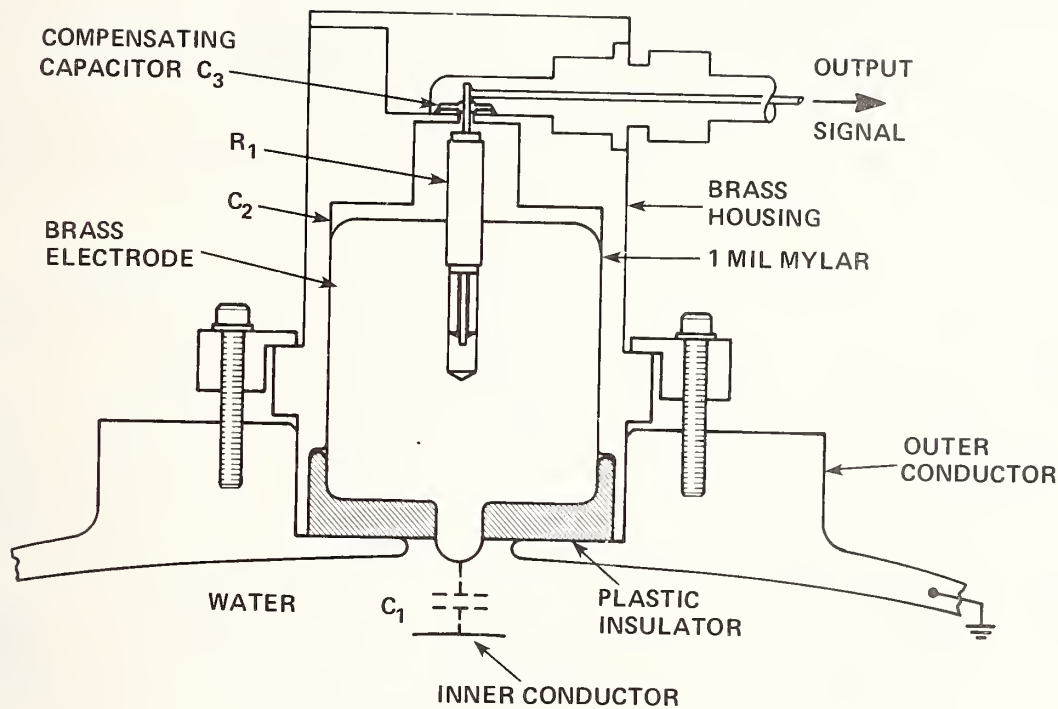 COMPENSATING
CAPACITOR C₃
OUTPUT
SIGNAL
R₁
C₂
BRASS
HOUSING
BRASS
ELECTRODE
1 MIL MYLAR
OUTER
CONDUCTOR
WATER
C₁
PLASTIC
INSULATOR
INNER CONDUCTOR